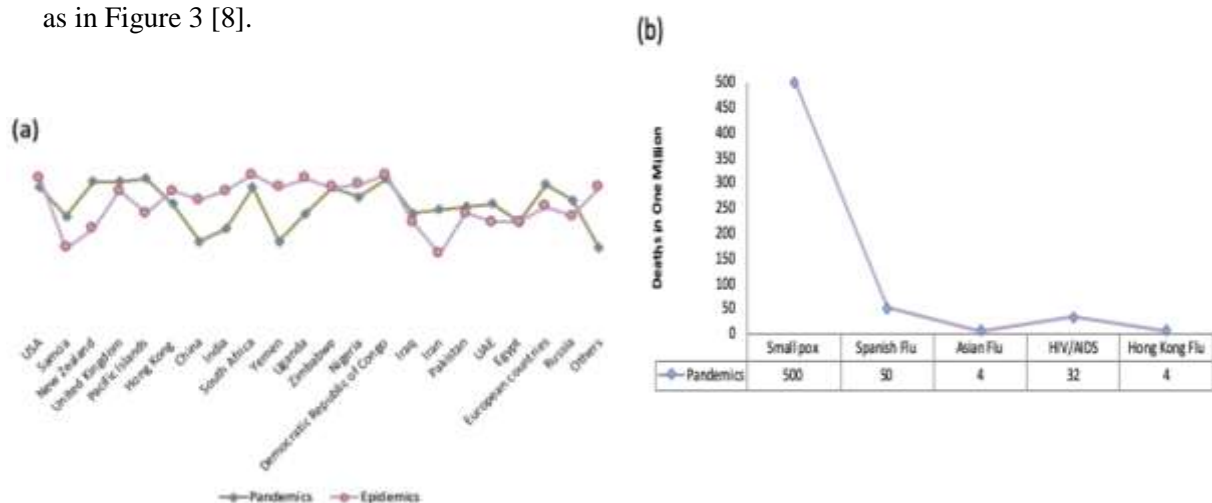 as in Figure 3 [8].
(a)
USA
Samoa
New Zealand
United Kingdom
Pacific Islands
Hong Kong
China
India
South Africa
Yemen
Uganda
Zimbabwe
Nigeria
Democratic Republic of Congo
Iraq
Iran
Pakistan
UAE
Egypt
European countries
Russia
Others
Pandemics Epidemics
(b)
Deaths in One Million
500
450
400
350
300
250
200
150
100
50
0
Small pox Spanish Flu Asian Flu HIV/AIDS Hong Kong Flu
Pandemics 500 50 4 32 4